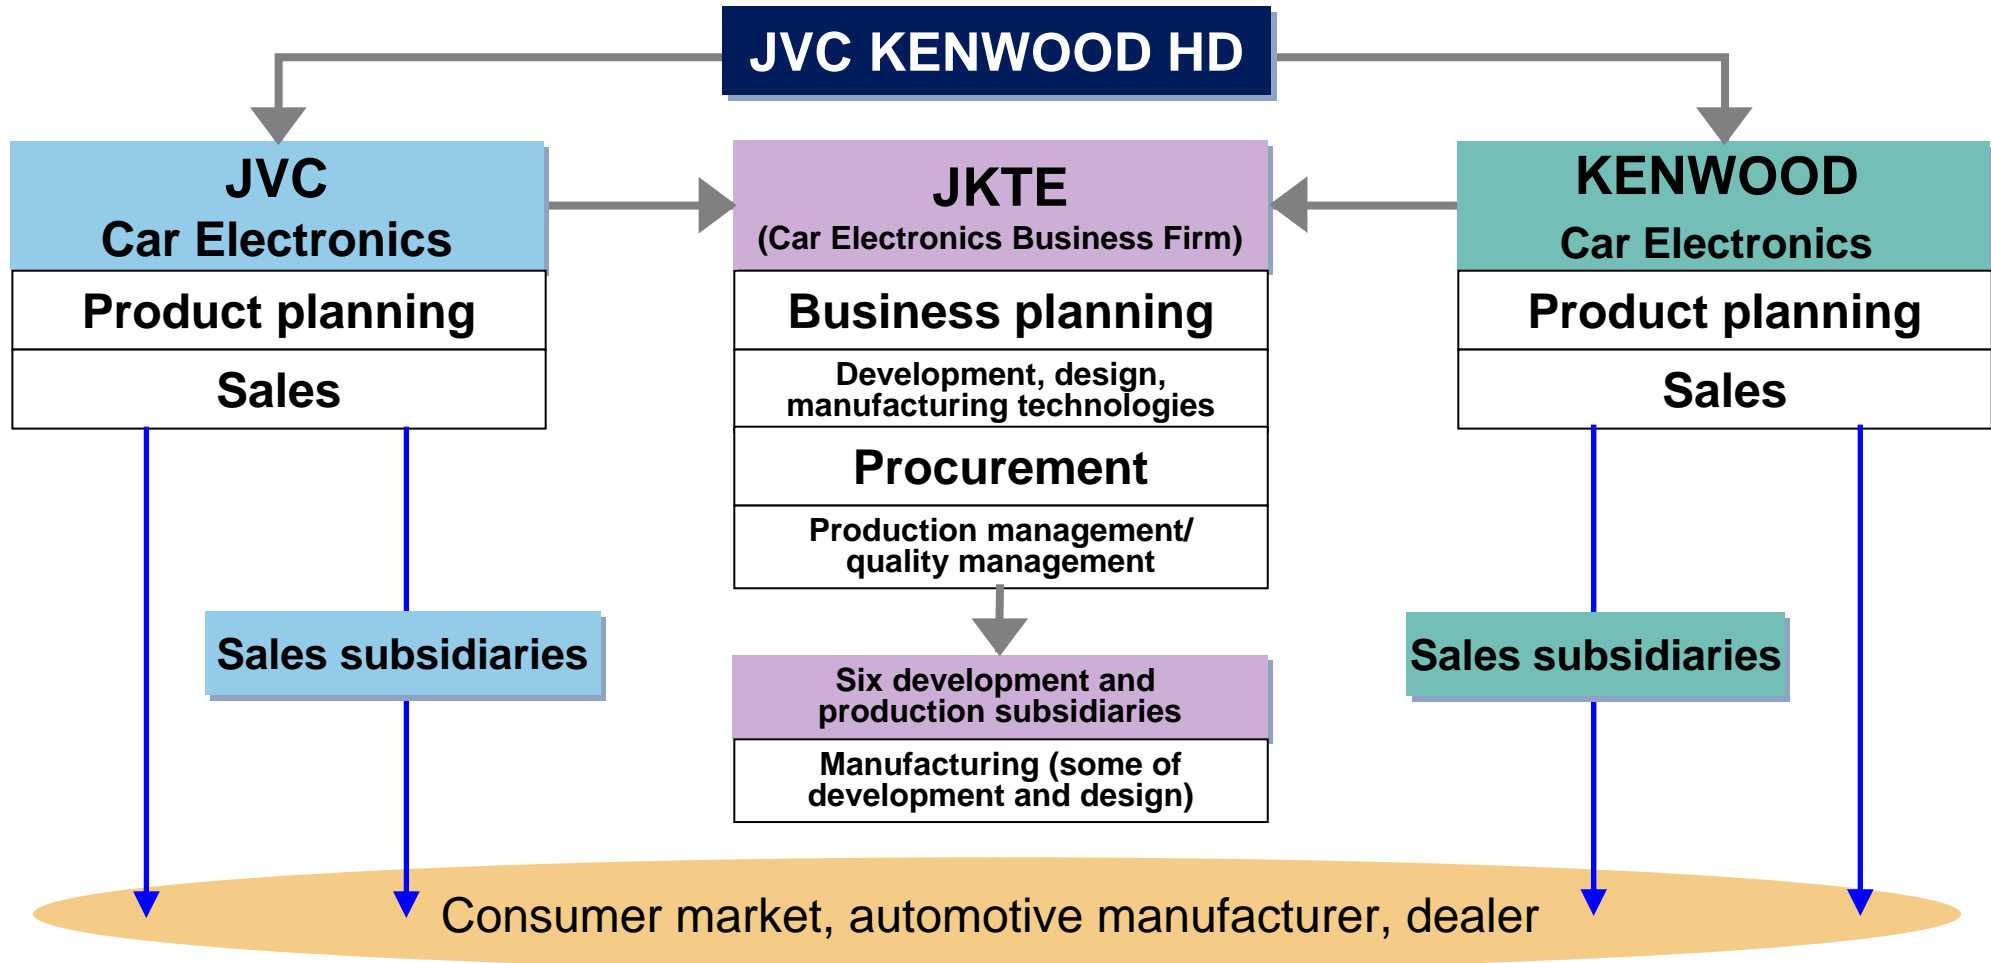 JVC KENWOOD HD
JVC
Car Electronics
Product planning
Sales
Sales subsidiaries
JKTE
(Car Electronics Business Firm)
Business planning
Development, design,
manufacturing technologies
Procurement
Production management/
quality management
Six development and
production subsidiaries
Manufacturing (some of
development and design)
KENWOOD
Car Electronics
Product planning
Sales
Sales subsidiaries
Consumer market, automotive manufacturer, dealer